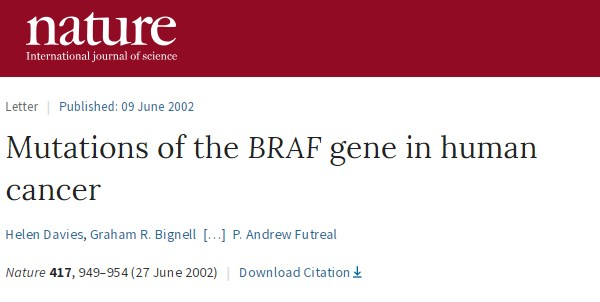 nature
International journal of science
Letter | Published: 09 June 2002
Mutations of the BRAF gene in human
cancer
Helen Davies, Graham R. Bignell […] P. Andrew Futreal
Nature 417, 949–954 (27 June 2002) | Download Citation